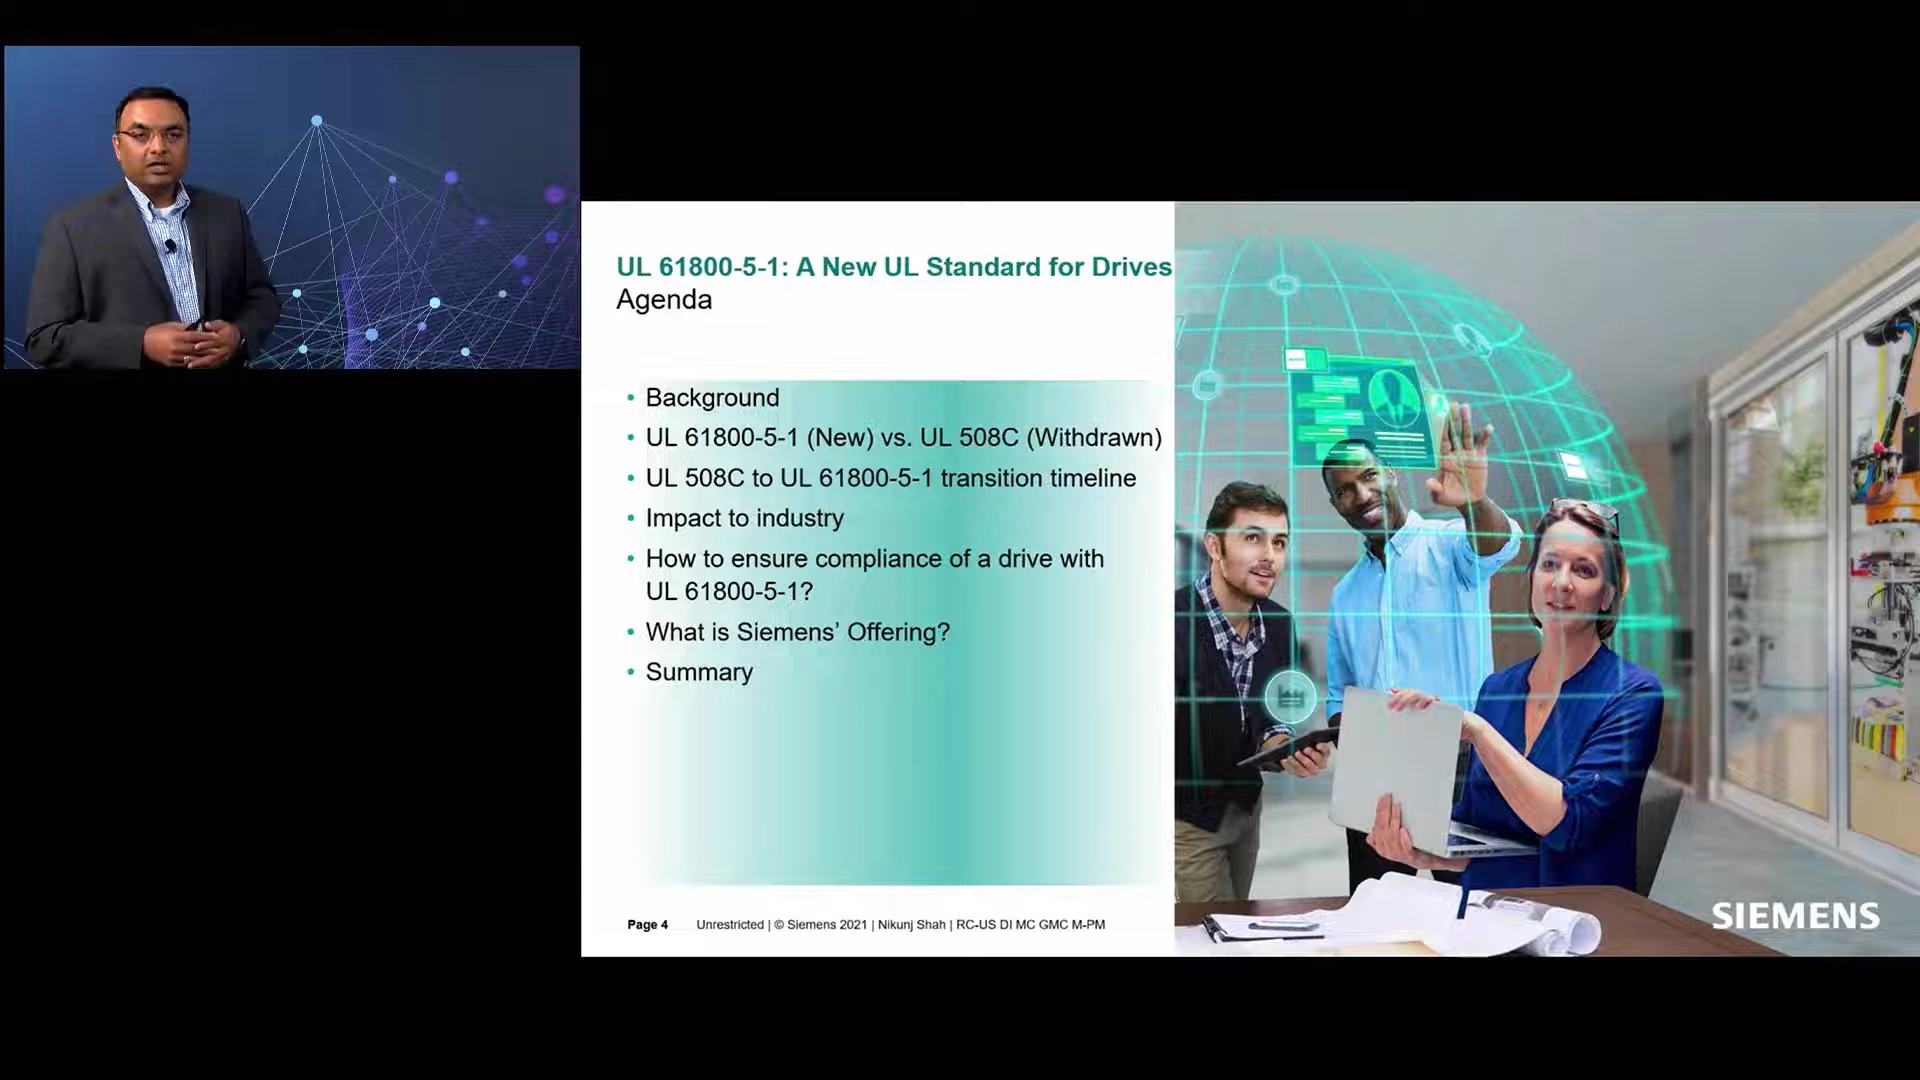 UL 61800-5-1: A New UL Standard for Drives
Agenda
• Background
• UL 61800-5-1 (New) vs. UL 508C (Withdrawn)
• UL 508C to UL 61800-5-1 transition timeline
• Impact to industry
• How to ensure compliance of a drive with
UL 61800-5-1?
• What is Siemens’ Offering?
• Summary
Page 4 Unrestricted | © Siemens 2021 | Nikunj Shah | RC-US DI MC GMC M-PM
SIEMENS